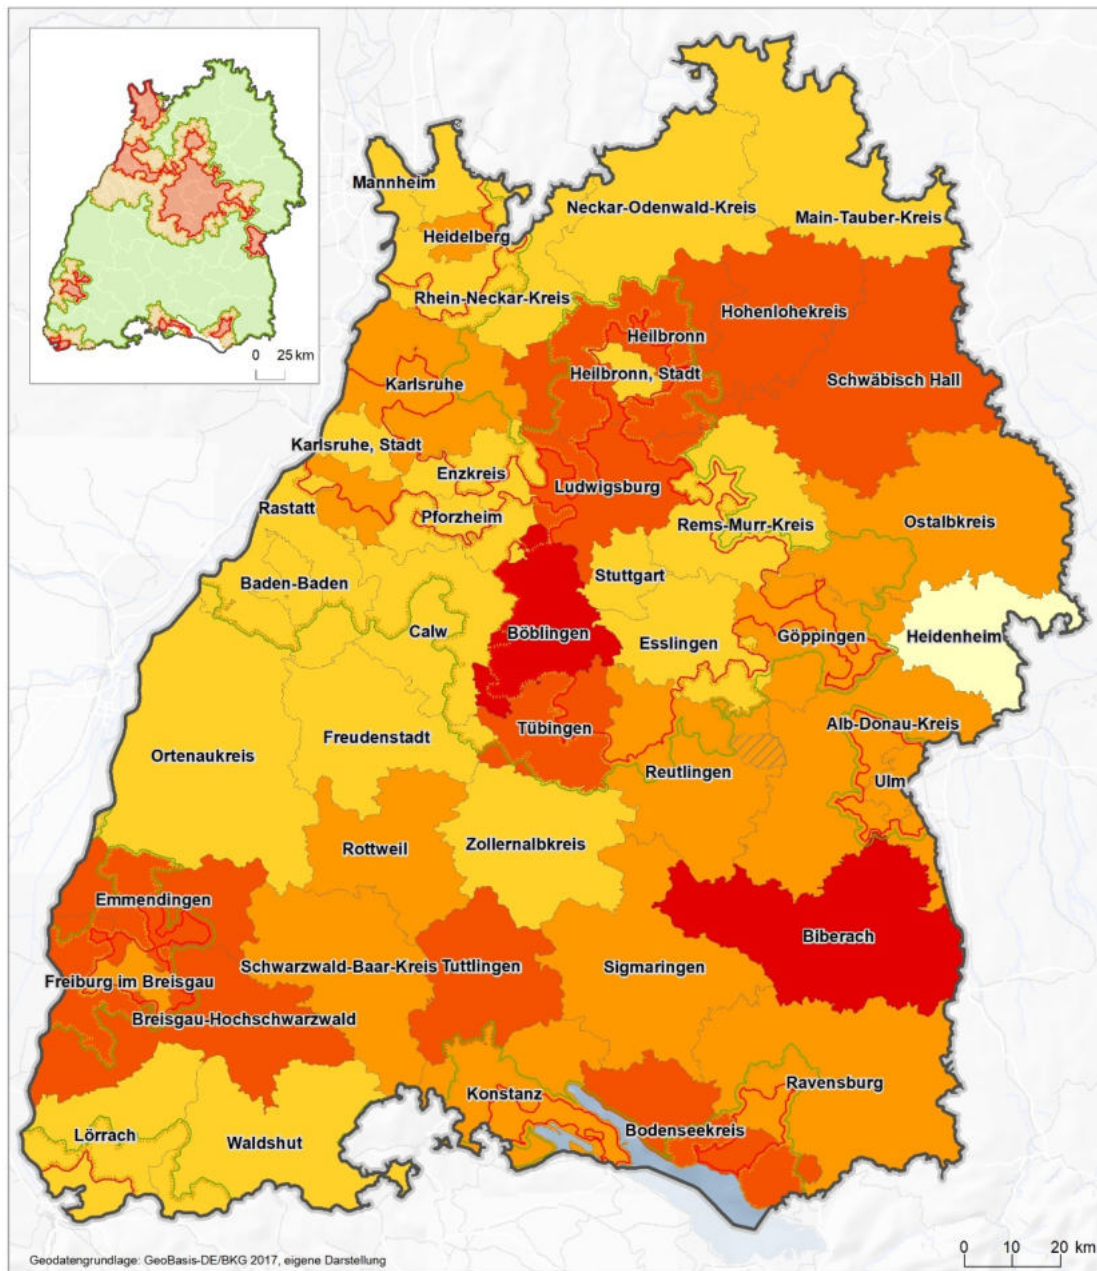 0 25 km
Mannheim
Neckar-Odenwald-Kreis
Main-Tauber-Kreis
Heidelberg
Rhein-Neckar-Kreis
Hohenlohekreis
Heilbronn
Heilbronn, Stadt
Schwäbisch Hall
Karlsruhe
Karlsruhe, Stadt
Enzkreis
Ludwigsburg
Rastatt
Pforzheim
Rems-Murr-Kreis
Ostalbkreis
Baden-Baden
Stuttgart
Calw
Böblingen
Esslingen
Göppingen
Heidenheim
Ortenaukreis
Freudenstadt
Tübingen
Alb-Donau-Kreis
Reutlingen
Ulm
Rottweil
Zollernalbkreis
Emmendingen
Biberach
Schwarzwald-Baar-Kreis
Tuttlingen
Sigmaringen
Freiburg im Breisgau
Breisgau-Hochschwarzwald
Konstanz
Ravensburg
Bodenseekreis
Lörrach
Waldshut
Geodatengrundlage: GeoBasis-DE/BKG 2017, eigene Darstellung
0 10 20 km